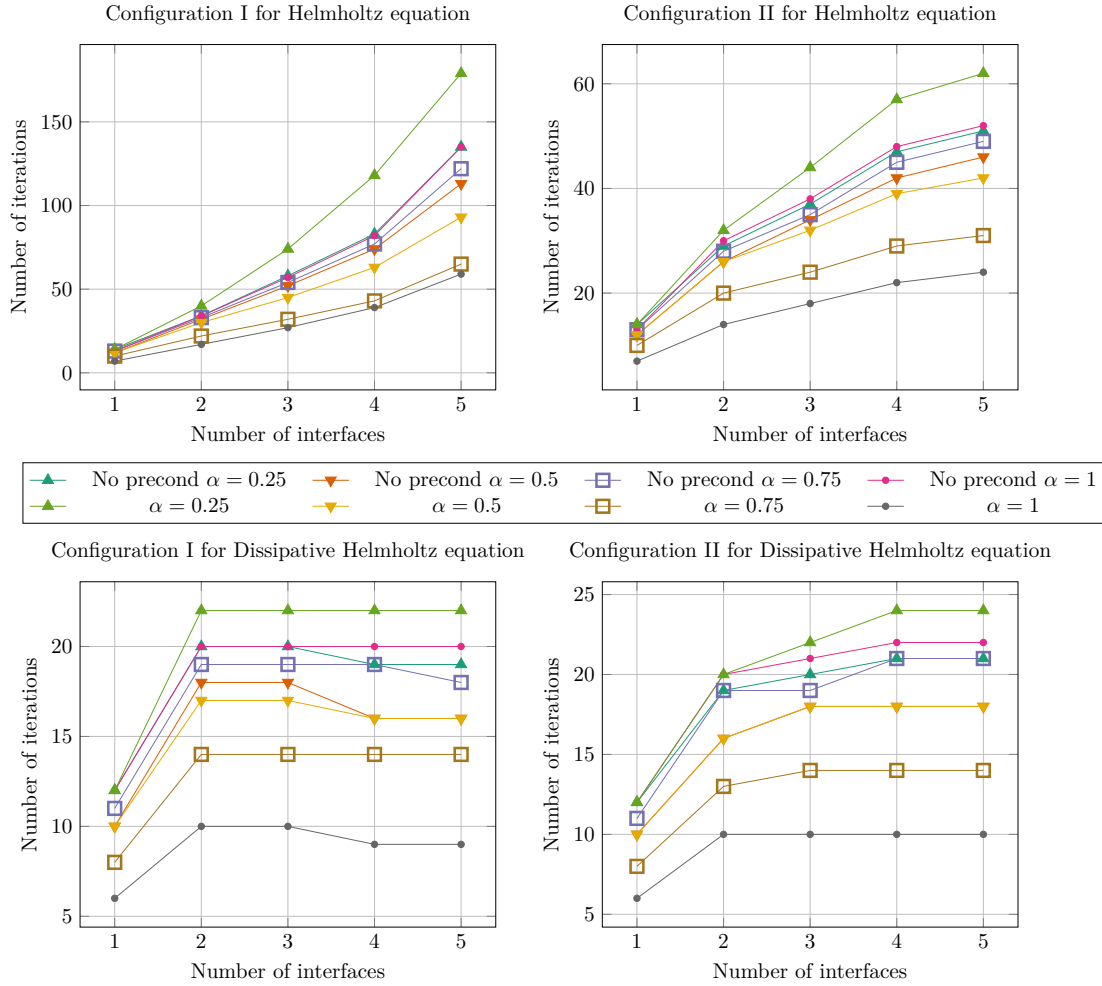 Configuration I for Helmholtz equation
Number of iterations
150
100
50
0
1 2 3 4 5
Number of interfaces
Configuration II for Helmholtz equation
Number of iterations
60
40
20
1 2 3 4 5
Number of interfaces
No precond α = 0.25 No precond α = 0.5 No precond α = 0.75 No precond α = 1
α = 0.25 α = 0.5 α = 0.75 α = 1
Configuration I for Dissipative Helmholtz equation
Number of iterations
20
15
10
5
1 2 3 4 5
Number of interfaces
Configuration II for Dissipative Helmholtz equation
Number of iterations
25
20
15
10
5
1 2 3 4 5
Number of interfaces